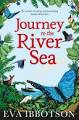 Journey
to the
River
Sea
EVA IBBOTSON